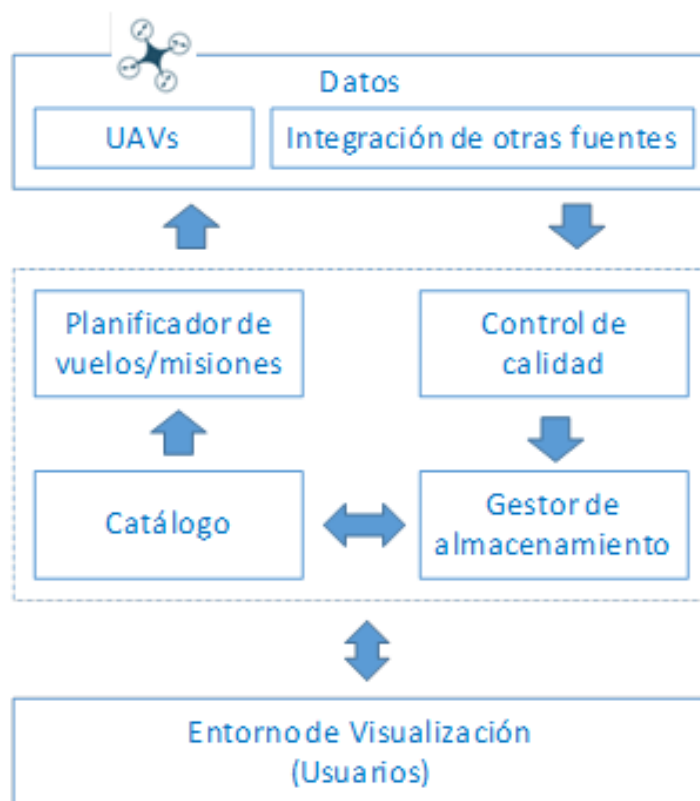 Datos
UAVs
Integración de otras fuentes
Planificador de
vuelos/misiones
Control de
calidad
Catálogo
Gestor de
almacenamiento
Entorno de Visualización
(Usuarios)